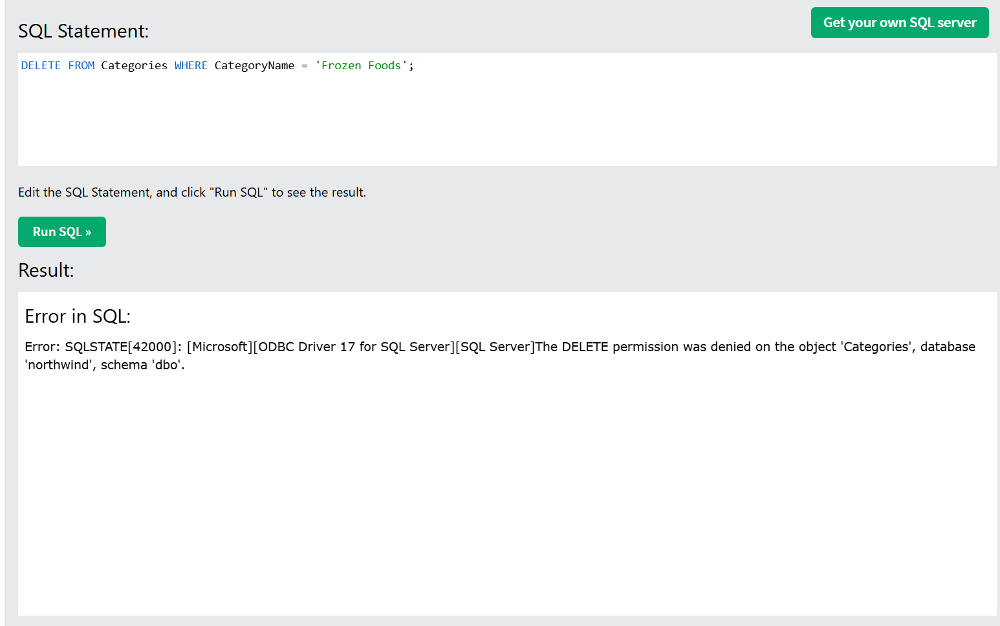 SQL Statement:
Get your own SQL server
DELETE FROM Categories WHERE CategoryName = 'Frozen Foods';
Edit the SQL Statement, and click "Run SQL" to see the result.
Run SQL »
Result:
Error in SQL:
Error: SQLSTATE[42000]: [Microsoft][ODBC Driver 17 for SQL Server][SQL Server]The DELETE permission was denied on the object 'Categories', database
'northwind', schema 'dbo'.